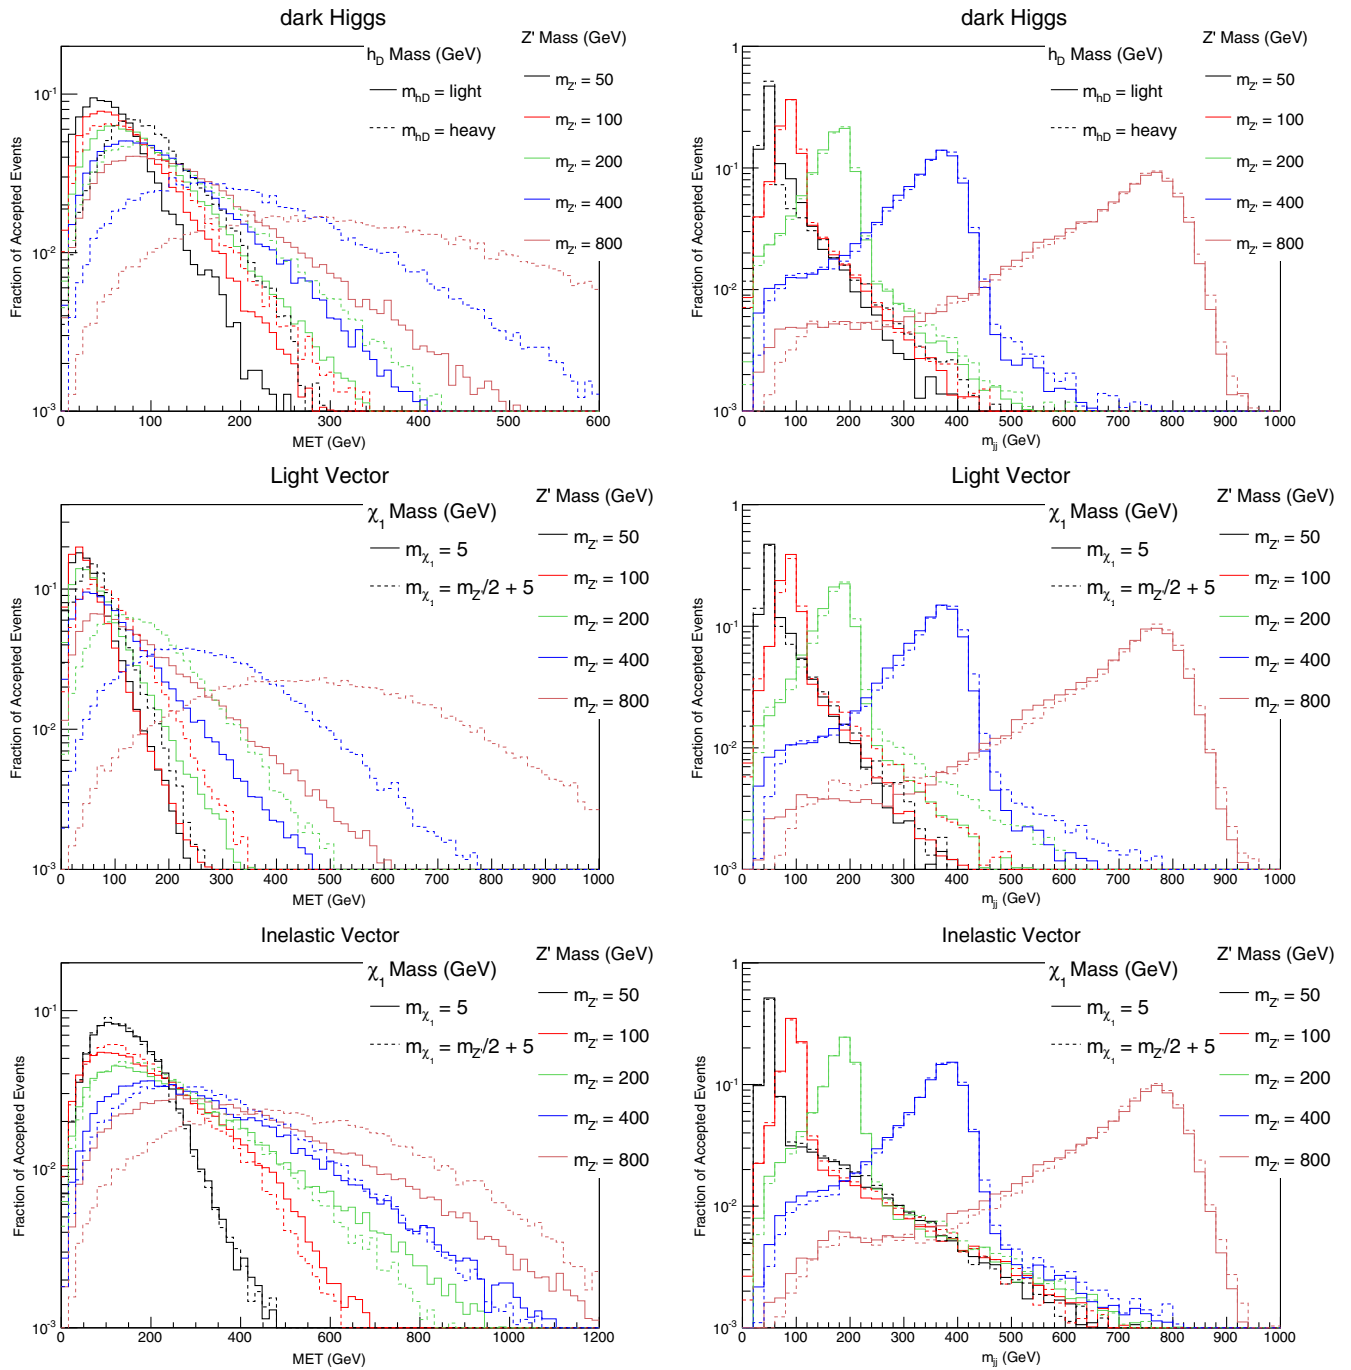 dark Higgs
h_D Mass (GeV)
m_hD = light
m_hD = heavy
Z' Mass (GeV)
m_Z' = 50
m_Z' = 100
m_Z' = 200
m_Z' = 400
m_Z' = 800
Fraction of Accepted Events
10^-1
10^-2
10^-3
0 100 200 300 400 500 600
MET (GeV)
dark Higgs
h_D Mass (GeV)
m_hD = light
m_hD = heavy
Z' Mass (GeV)
m_Z' = 50
m_Z' = 100
m_Z' = 200
m_Z' = 400
m_Z' = 800
Fraction of Accepted Events
1
10^-1
10^-2
10^-3
0 100 200 300 400 500 600 700 800 900 1000
m_jj (GeV)
Light Vector
χ_1 Mass (GeV)
m_χ_1 = 5
m_χ_1 = m_Z'/2 + 5
Z' Mass (GeV)
m_Z' = 50
m_Z' = 100
m_Z' = 200
m_Z' = 400
m_Z' = 800
Fraction of Accepted Events
10^-1
10^-2
10^-3
0 100 200 300 400 500 600 700 800 900 1000
MET (GeV)
Light Vector
χ_1 Mass (GeV)
m_χ_1 = 5
m_χ_1 = m_Z'/2 + 5
Z' Mass (GeV)
m_Z' = 50
m_Z' = 100
m_Z' = 200
m_Z' = 400
m_Z' = 800
Fraction of Accepted Events
1
10^-1
10^-2
10^-3
0 100 200 300 400 500 600 700 800 900 1000
m_jj (GeV)
Inelastic Vector
χ_1 Mass (GeV)
m_χ_1 = 5
m_χ_1 = m_Z'/2 + 5
Z' Mass (GeV)
m_Z' = 50
m_Z' = 100
m_Z' = 200
m_Z' = 400
m_Z' = 800
Fraction of Accepted Events
10^-1
10^-2
10^-3
0 200 400 600 800 1000 1200
MET (GeV)
Inelastic Vector
χ_1 Mass (GeV)
m_χ_1 = 5
m_χ_1 = m_Z'/2 + 5
Z' Mass (GeV)
m_Z' = 50
m_Z' = 100
m_Z' = 200
m_Z' = 400
m_Z' = 800
Fraction of Accepted Events
1
10^-1
10^-2
10^-3
0 100 200 300 400 500 600 700 800 900 1000
m_jj (GeV)